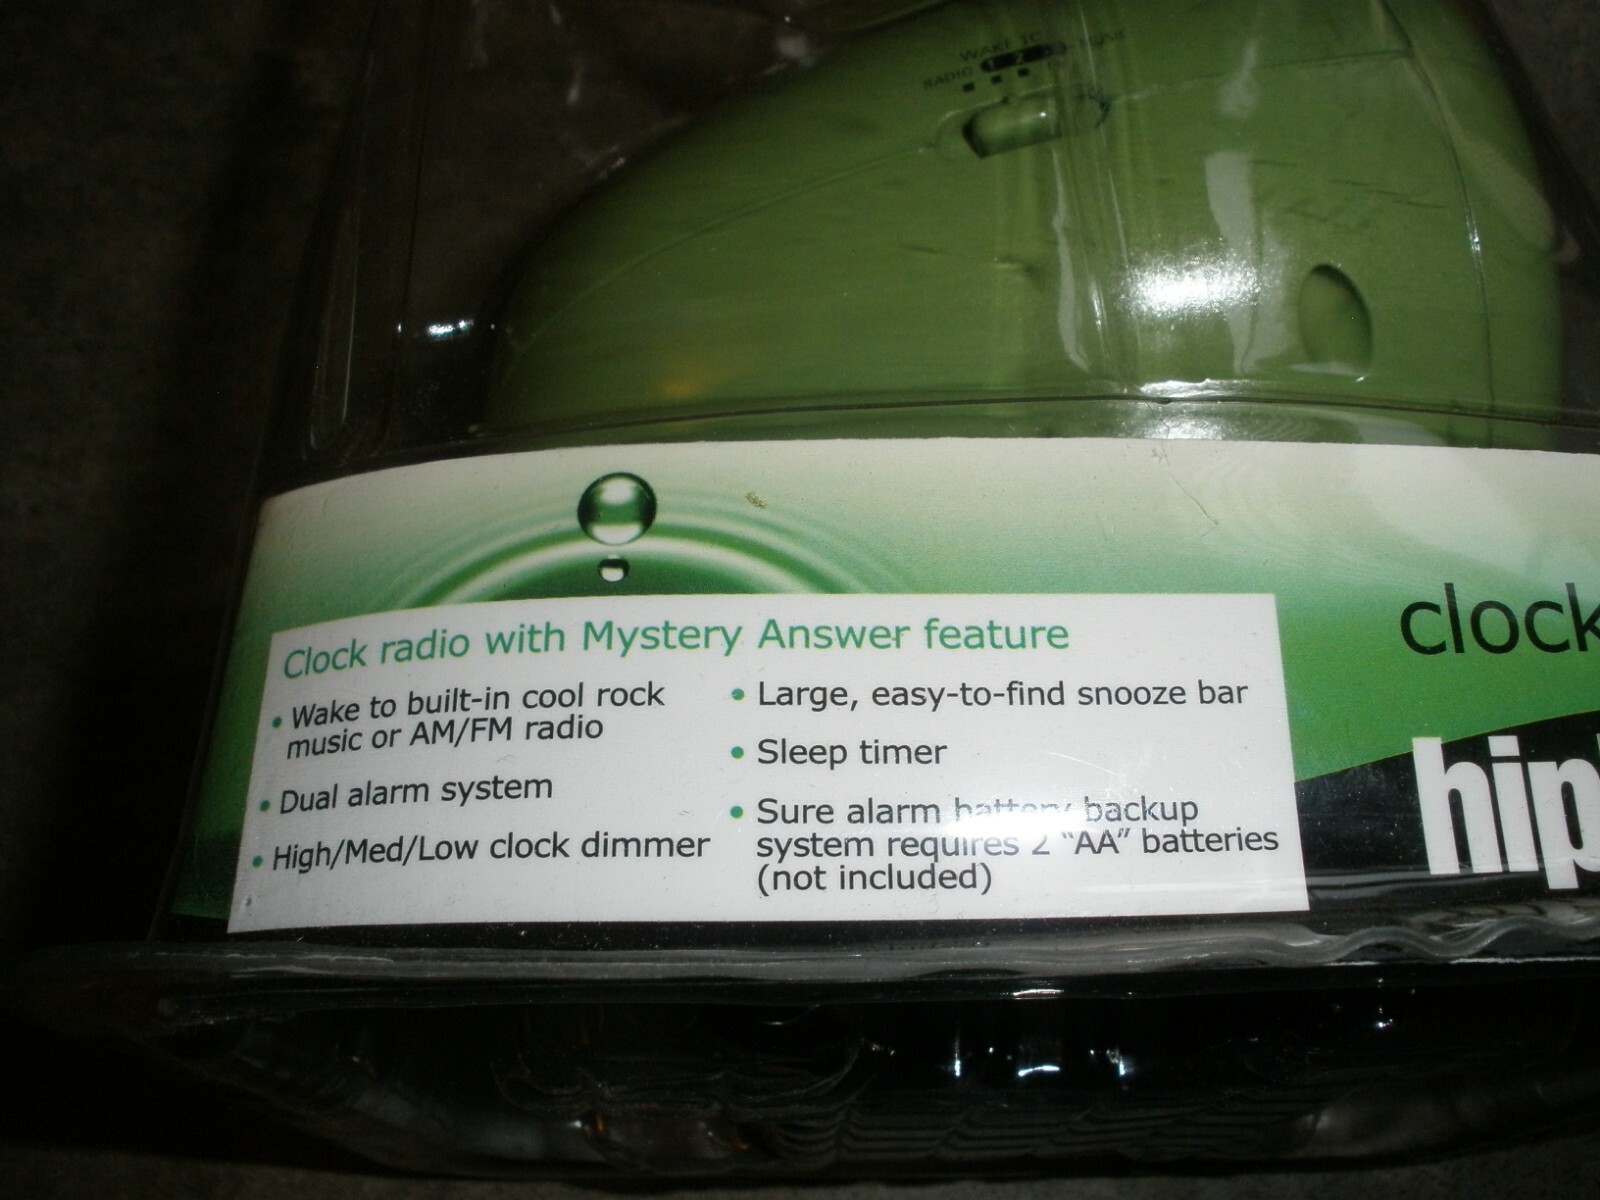 WAKE TO
RADIO 1 2 MUSIC
Clock radio with Mystery Answer feature
• Wake to built-in cool rock
music or AM/FM radio
• Dual alarm system
• High/Med/Low clock dimmer
• Large, easy-to-find snooze bar
• Sleep timer
• Sure alarm battery backup
system requires 2 “AA” batteries
(not included)
clock
hip